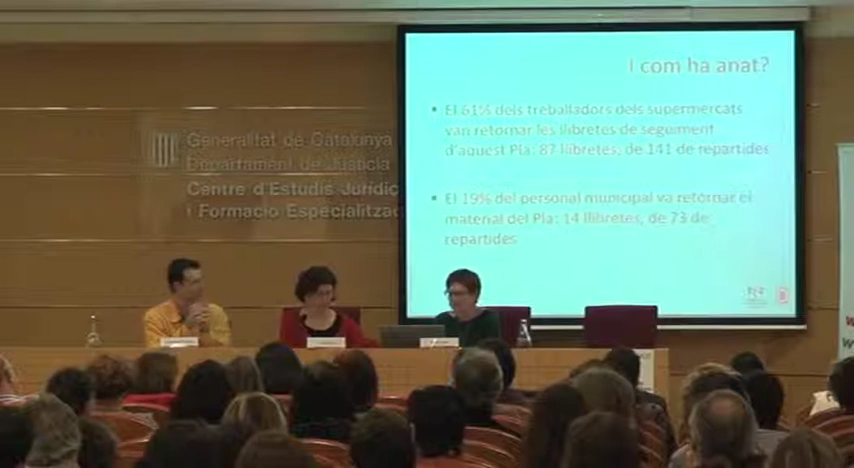 I com ha anat?
• El 61% dels treballadors dels supermercats
van retornar les llibretes de seguiment
d'aquest Pla: 87 llibretes, de 141 de repartides
• El 19% del personal municipal va retornar el
material del Pla: 14 llibretes, de 73 de
repartides
Generalitat de Catalunya
Departament de Justícia
Centre d'Estudis Jurídic
i Formació Especialitzac